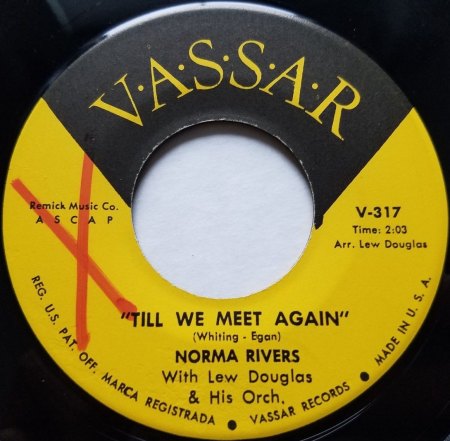 V·A·S·S·A·R
Remick Music Co.
ASCAP
V-317
Time: 2:03
Arr. Lew Douglas
"TILL WE MEET AGAIN"
(Whiting - Egan)
NORMA RIVERS
With Lew Douglas
& His Orch.
REG. U.S. PAT. OFF. MARCA REGISTRADA • VASSAR RECORDS • MADE IN U.S.A.